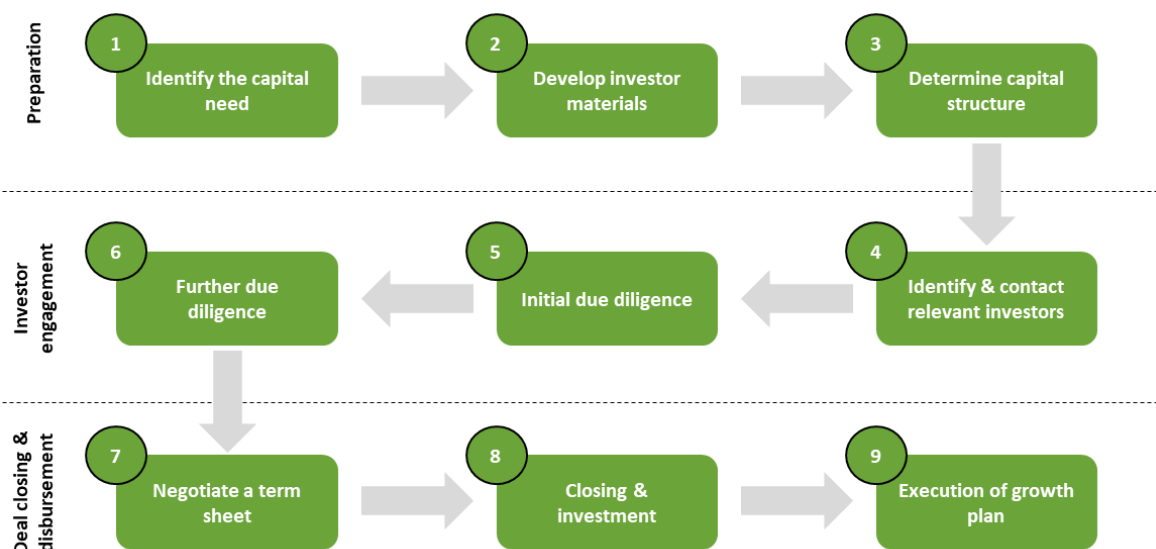 Preparation
1
Identify the capital
need
2
Develop investor
materials
3
Determine capital
structure
Investor
engagement
4
Identify & contact
relevant investors
5
Initial due diligence
6
Further due
diligence
Deal closing &
disbursement
7
Negotiate a term
sheet
8
Closing &
investment
9
Execution of growth
plan